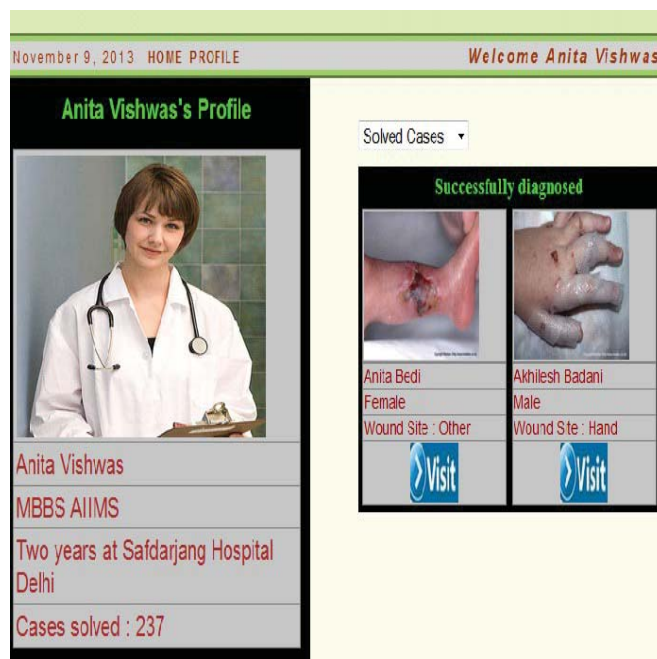 November 9, 2013 HOME PROFILE
Welcome Anita Vishwas
Anita Vishwas's Profile
Anita Vishwas
MBBS AIIMS
Two years at Safdarjang Hospital
Delhi
Cases solved : 237
Solved Cases
Successfully diagnosed
Anita Bedi
Female
Wound Site : Other
Visit
Akhilesh Badani
Male
Wound Site : Hand
Visit